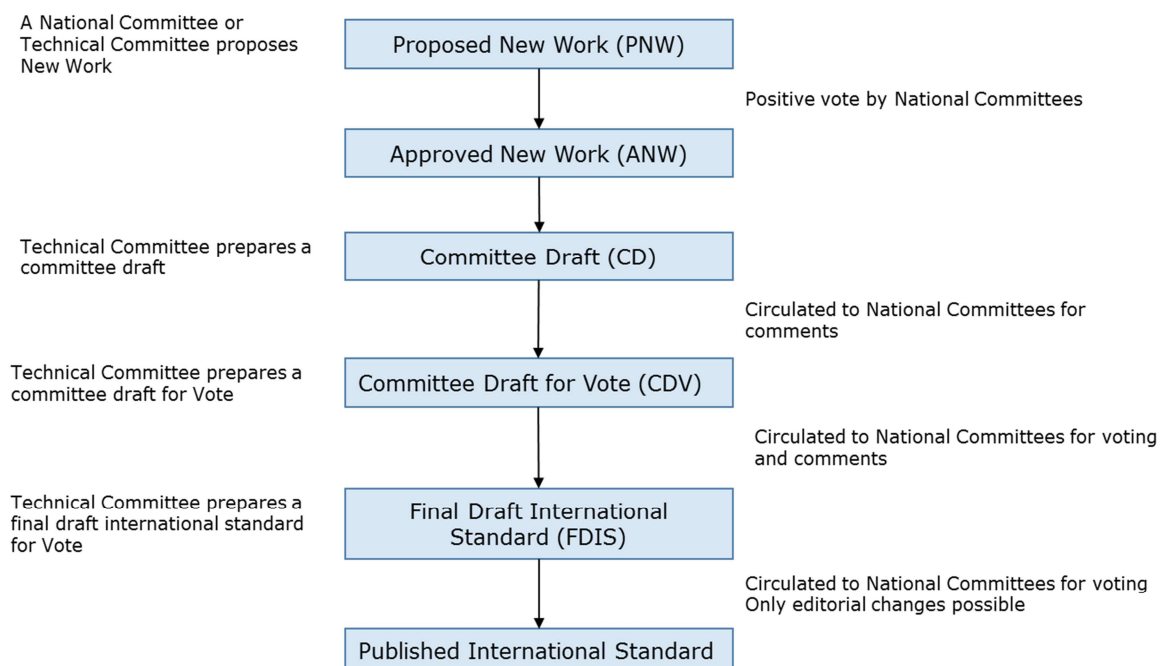 A National Committee or
Technical Committee proposes
New Work
Proposed New Work (PNW)
Positive vote by National Committees
Approved New Work (ANW)
Technical Committee prepares a
committee draft
Committee Draft (CD)
Circulated to National Committees for
comments
Technical Committee prepares a
committee draft for Vote
Committee Draft for Vote (CDV)
Circulated to National Committees for voting
and comments
Technical Committee prepares a
final draft international standard
for Vote
Final Draft International
Standard (FDIS)
Circulated to National Committees for voting
Only editorial changes possible
Published International Standard